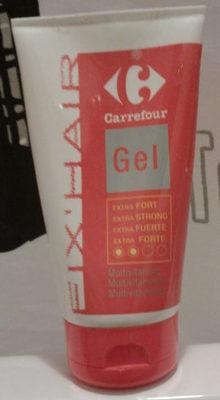 FIX'HAIR
Carrefour
Gel
EXTRA FORT
EXTRA STRONG
EXTRA FUERTE
EXTRA FORTE